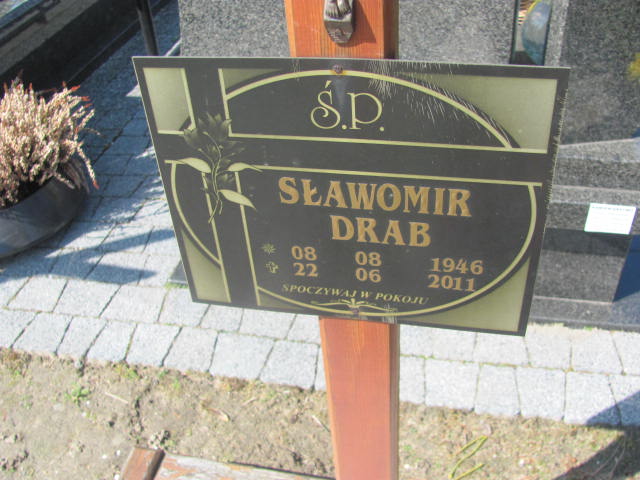 Ś.P.
SŁAWOMIR
DRAB
* 08 08 1946
✞ 22 06 2011
SPOCZYWAJ W POKOJU